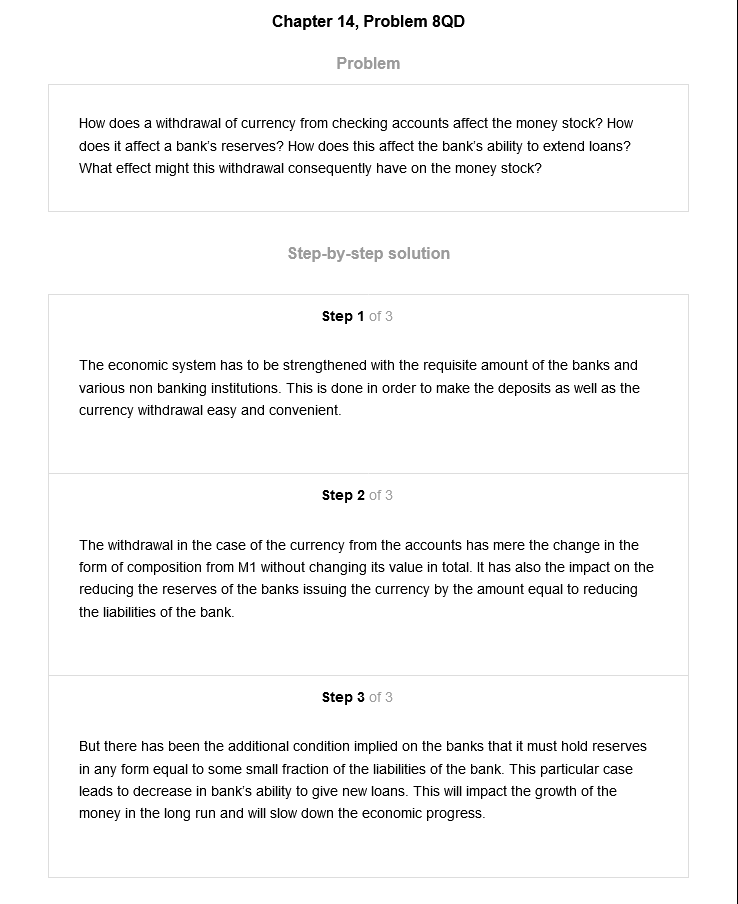 Chapter 14, Problem 8QD
Problem
How does a withdrawal of currency from checking accounts affect the money stock? How
does it affect a bank's reserves? How does this affect the bank's ability to extend loans?
What effect might this withdrawal consequently have on the money stock?
Step-by-step solution
Step 1 of 3
The economic system has to be strengthened with the requisite amount of the banks and
various non banking institutions. This is done in order to make the deposits as well as the
currency withdrawal easy and convenient.
Step 2 of 3
The withdrawal in the case of the currency from the accounts has mere the change in the
form of composition from M1 without changing its value in total. It has also the impact on the
reducing the reserves of the banks issuing the currency by the amount equal to reducing
the liabilities of the bank.
Step 3 of 3
But there has been the additional condition implied on the banks that it must hold reserves
in any form equal to some small fraction of the liabilities of the bank. This particular case
leads to decrease in bank's ability to give new loans. This will impact the growth of the
money in the long run and will slow down the economic progress.